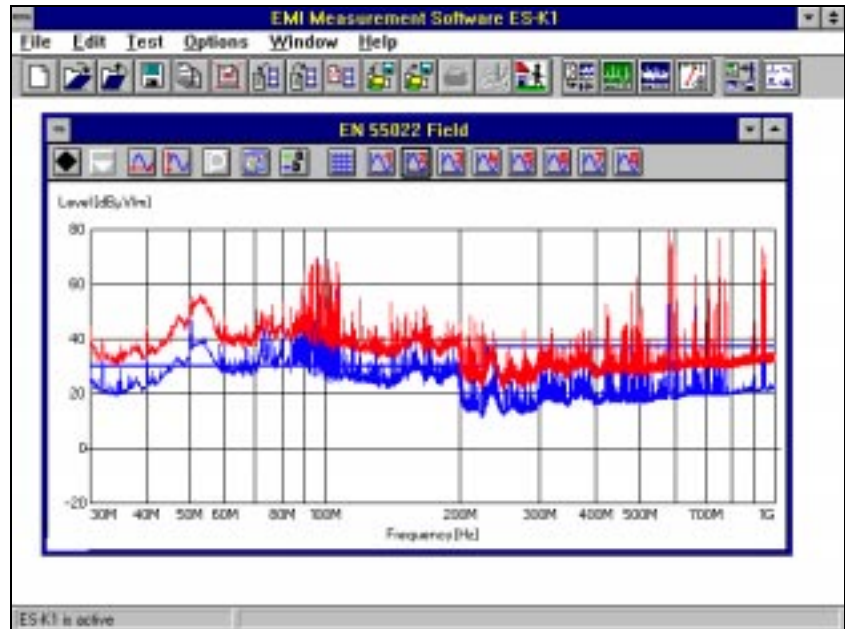 EMI Measurement Software ES-K1
File Edit Test Options Window Help
EN 55022 Field
Level [dBµV/m]
80
60
40
20
0
-20
30M 40M 50M 60M 80M 100M 200M 300M 400M 500M 700M 1G
Frequency [Hz]
ES-K1 is active